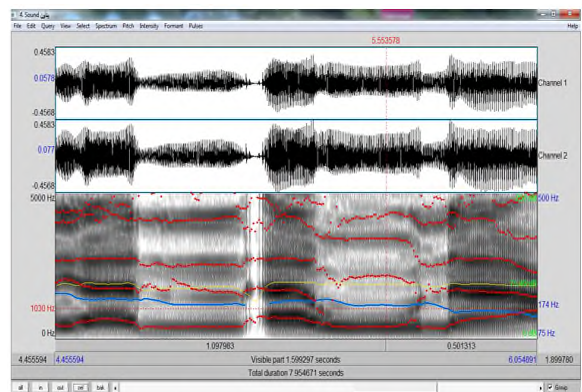 4. Sound بلي
File Edit Query View Select Spectrum Pitch Intensity Formant Pulses Help
5.553578
0.4583
0.0578
Channel 1
-0.4568
0.4583
0.077
Channel 2
-0.4568
5000 Hz
500 Hz
1030 Hz
174 Hz
0 Hz
75 Hz
1.097983 0.501313
4.455594 4.455594 Visible part 1.599297 seconds 6.054891 1.899780
Total duration 7.954671 seconds
all in out sel bak Group